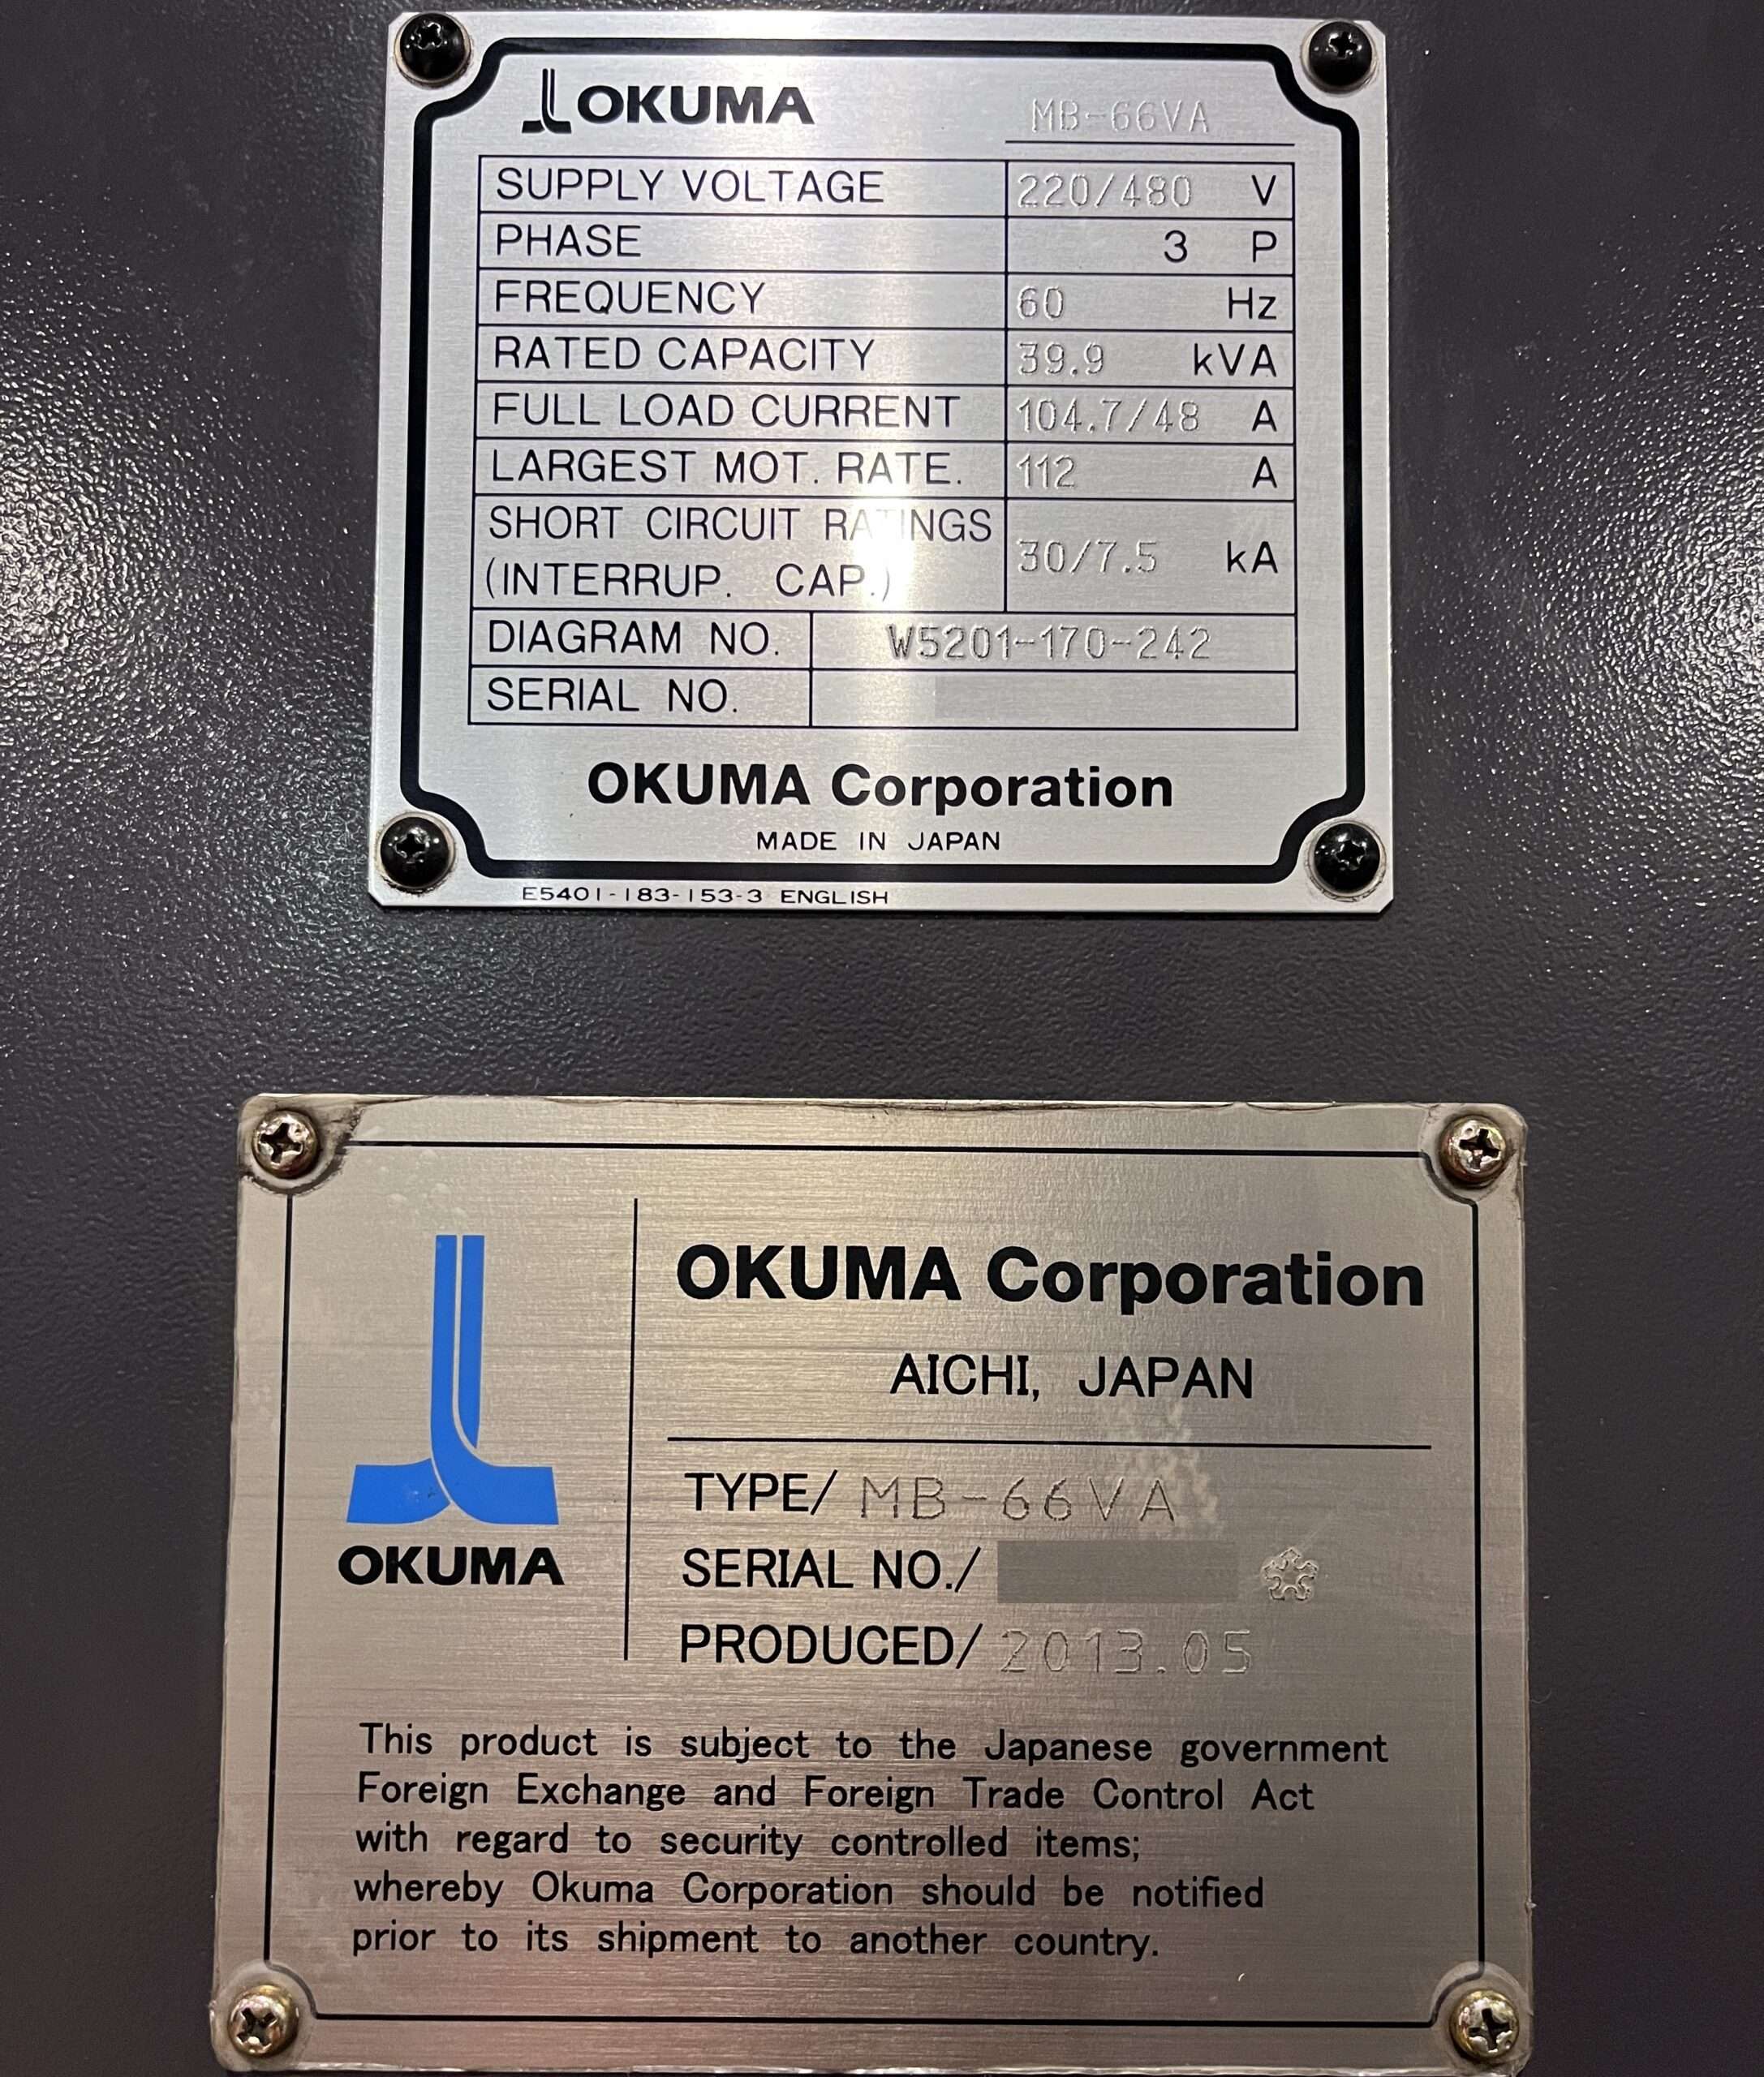 OKUMA MB-66VA
SUPPLY VOLTAGE 220/480 V
PHASE 3 P
FREQUENCY 60 Hz
RATED CAPACITY 39.9 kVA
FULL LOAD CURRENT 104.7/48 A
LARGEST MOT. RATE. 112 A
SHORT CIRCUIT RATINGS
(INTERRUP. CAP.) 30/7.5 kA
DIAGRAM NO. W5201-170-242
SERIAL NO.
OKUMA Corporation
MADE IN JAPAN
E5401-183-153-3 ENGLISH
OKUMA
OKUMA Corporation
AICHI, JAPAN
TYPE/ MB-66VA
SERIAL NO./
PRODUCED/ 2013.05
This product is subject to the Japanese government
Foreign Exchange and Foreign Trade Control Act
with regard to security controlled items;
whereby Okuma Corporation should be notified
prior to its shipment to another country.